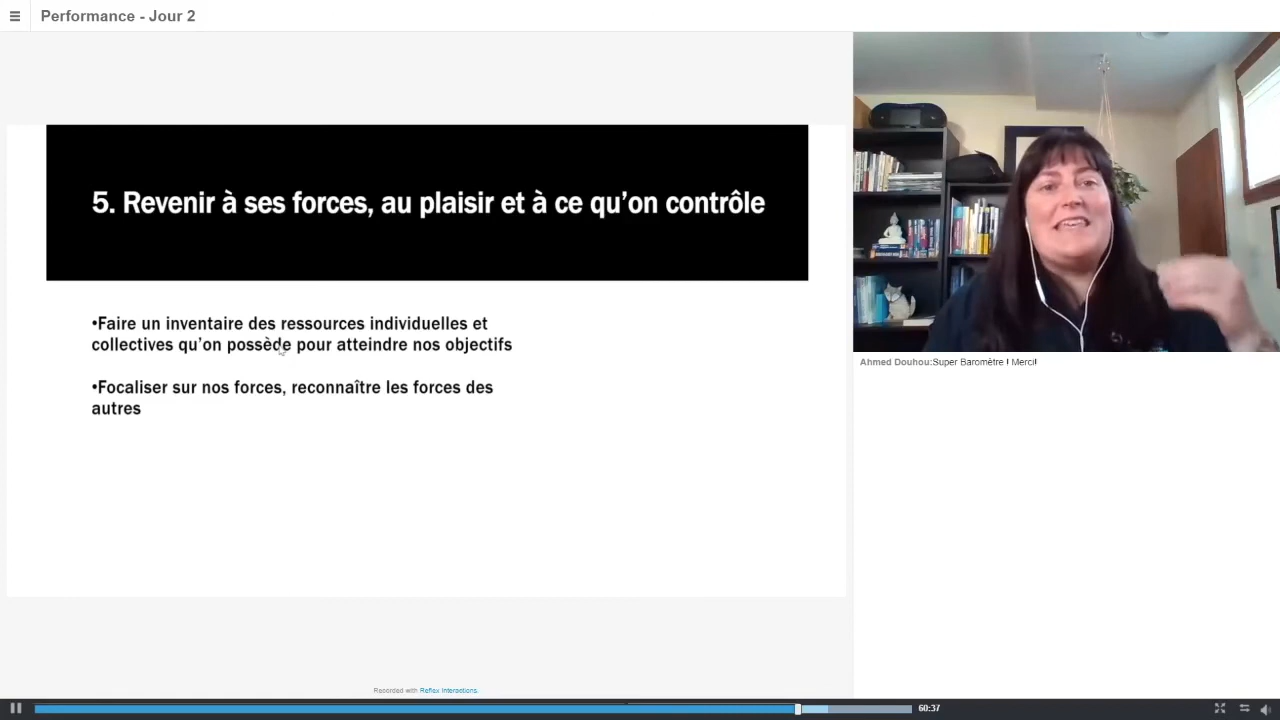 Performance - Jour 2
5. Revenir à ses forces, au plaisir et à ce qu’on contrôle
•Faire un inventaire des ressources individuelles et
collectives qu’on possède pour atteindre nos objectifs
•Focaliser sur nos forces, reconnaître les forces des
autres
Ahmed Douhou:Super Baromètre ! Merci!
Recorded with Reflex Interactions.
60:37